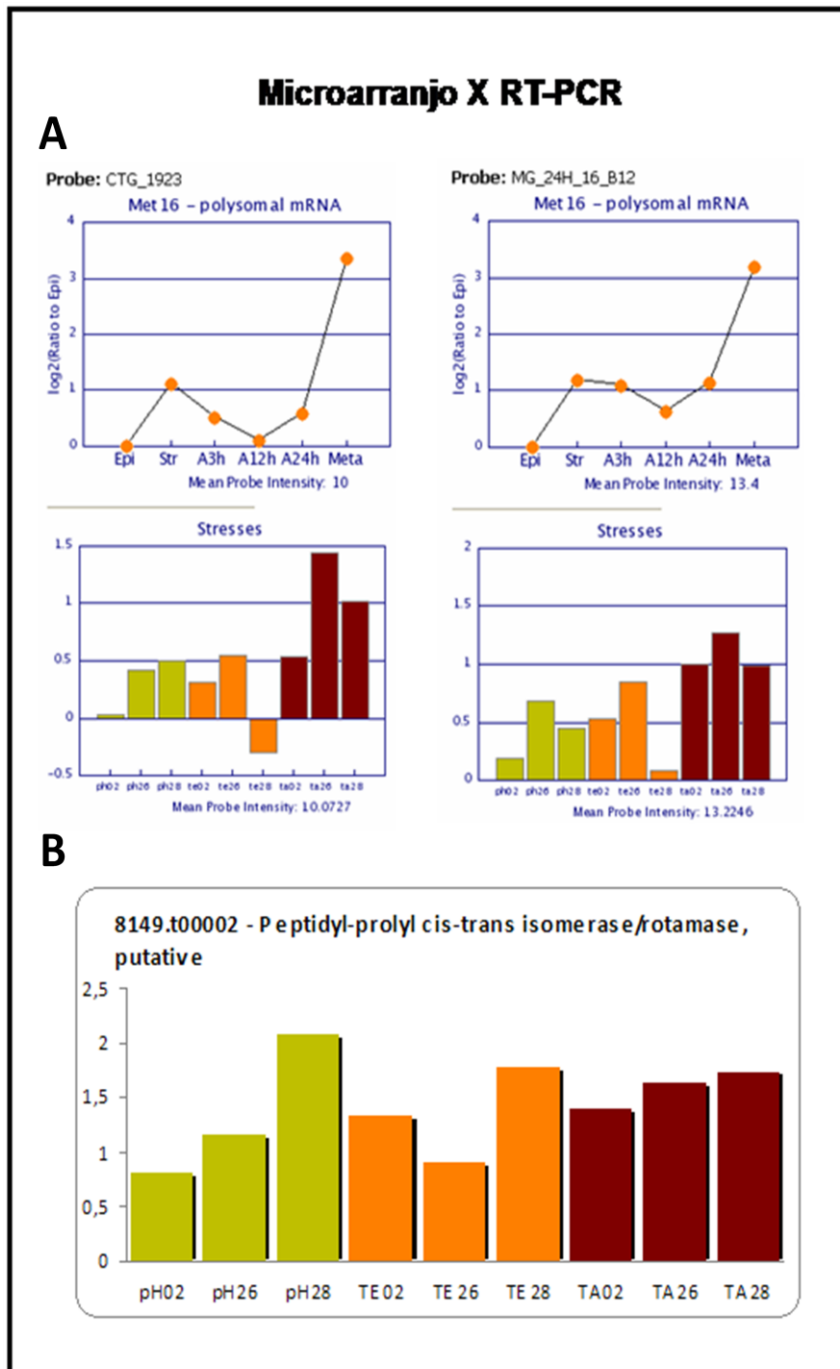 Microarranjo X RT-PCR
A
Probe: CTG_1923
Met 16 – polysomal mRNA
log2(Ratio to Epi)
4
3
2
1
0
Epi Str A3h A12h A24h Meta
Mean Probe Intensity: 10
Stresses
1.5
1
0.5
0
−0.5
ph02 ph26 ph28 te02 te26 te28 ta02 ta26 ta28
Mean Probe Intensity: 10.0727
Probe: MG_24H_16_B12
Met 16 – polysomal mRNA
log2(Ratio to Epi)
4
3
2
1
0
Epi Str A3h A12h A24h Meta
Mean Probe Intensity: 13.4
Stresses
2
1.5
1
0.5
0
ph02 ph26 ph28 te02 te26 te28 ta02 ta26 ta28
Mean Probe Intensity: 13.2246
B
8149.t00002 - Peptidyl-prolyl cis-trans isomerase/rotamase,
putative
2,5
2
1,5
1
0,5
0
pH02 pH26 pH28 TE02 TE26 TE28 TA02 TA26 TA28